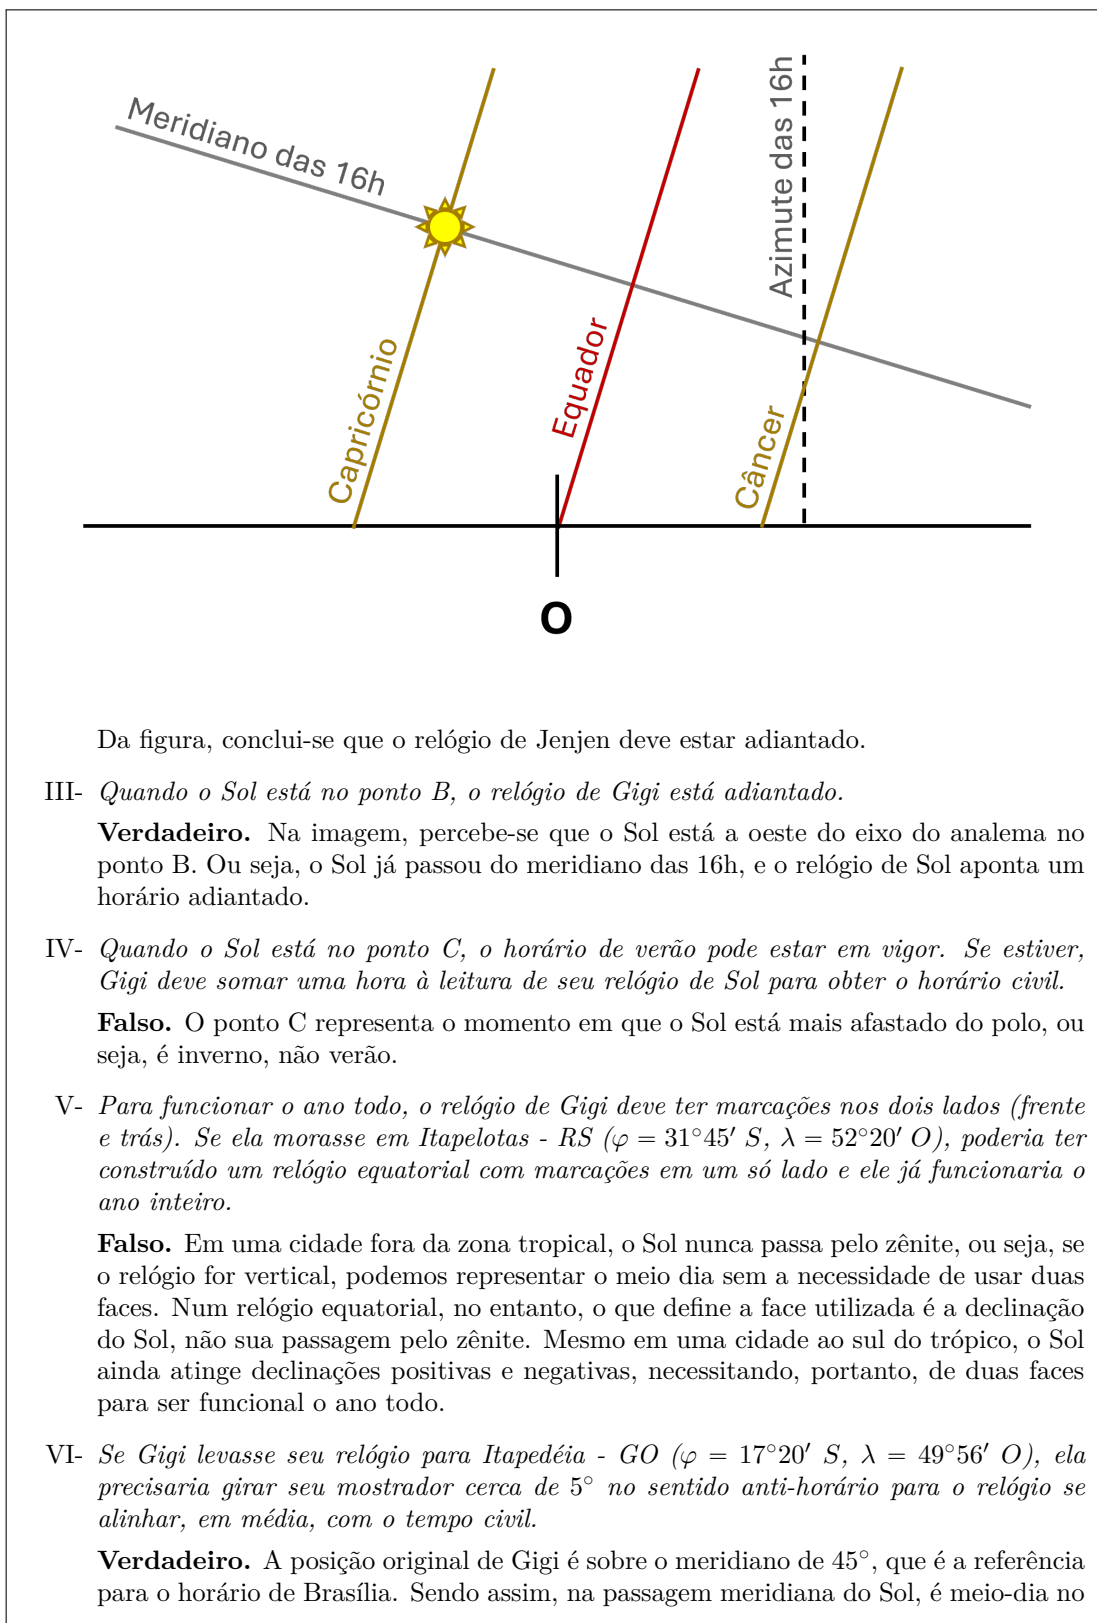 Meridiano das 16h
Azimute das 16h
Capricórnio
Equador
Câncer
O
Da figura, conclui-se que o relógio de Jenjen deve estar adiantado.
III- Quando o Sol está no ponto B, o relógio de Gigi está adiantado.
Verdadeiro. Na imagem, percebe-se que o Sol está a oeste do eixo do analema no
ponto B. Ou seja, o Sol já passou do meridiano das 16h, e o relógio de Sol aponta um
horário adiantado.
IV- Quando o Sol está no ponto C, o horário de verão pode estar em vigor. Se estiver,
Gigi deve somar uma hora à leitura de seu relógio de Sol para obter o horário civil.
Falso. O ponto C representa o momento em que o Sol está mais afastado do polo, ou
seja, é inverno, não verão.
V- Para funcionar o ano todo, o relógio de Gigi deve ter marcações nos dois lados (frente
e trás). Se ela morasse em Itapelotas - RS (φ = 31°45′ S, λ = 52°20′ O), poderia ter
construído um relógio equatorial com marcações em um só lado e ele já funcionaria o
ano inteiro.
Falso. Em uma cidade fora da zona tropical, o Sol nunca passa pelo zênite, ou seja, se
o relógio for vertical, podemos representar o meio dia sem a necessidade de usar duas
faces. Num relógio equatorial, no entanto, o que define a face utilizada é a declinação
do Sol, não sua passagem pelo zênite. Mesmo em uma cidade ao sul do trópico, o Sol
ainda atinge declinações positivas e negativas, necessitando, portanto, de duas faces
para ser funcional o ano todo.
VI- Se Gigi levasse seu relógio para Itapedéia - GO (φ = 17°20′ S, λ = 49°56′ O), ela
precisaria girar seu mostrador cerca de 5° no sentido anti-horário para o relógio se
alinhar, em média, com o tempo civil.
Verdadeiro. A posição original de Gigi é sobre o meridiano de 45°, que é a referência
para o horário de Brasília. Sendo assim, na passagem meridiana do Sol, é meio-dia no